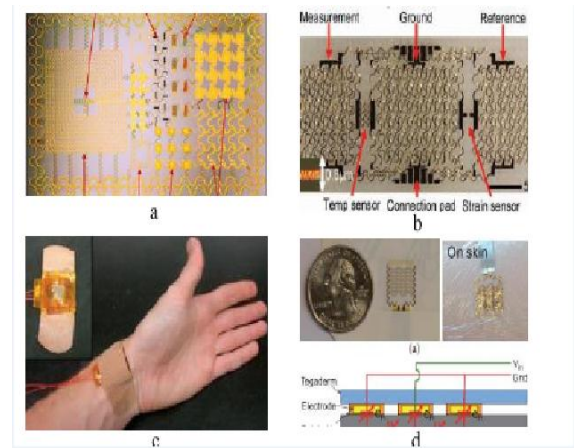 Measurement
Ground
Reference
Temp sensor
Connection pad
Strain sensor
a
b
On skin
(a)
Tegaderm
Electrode
Gnd
c
d